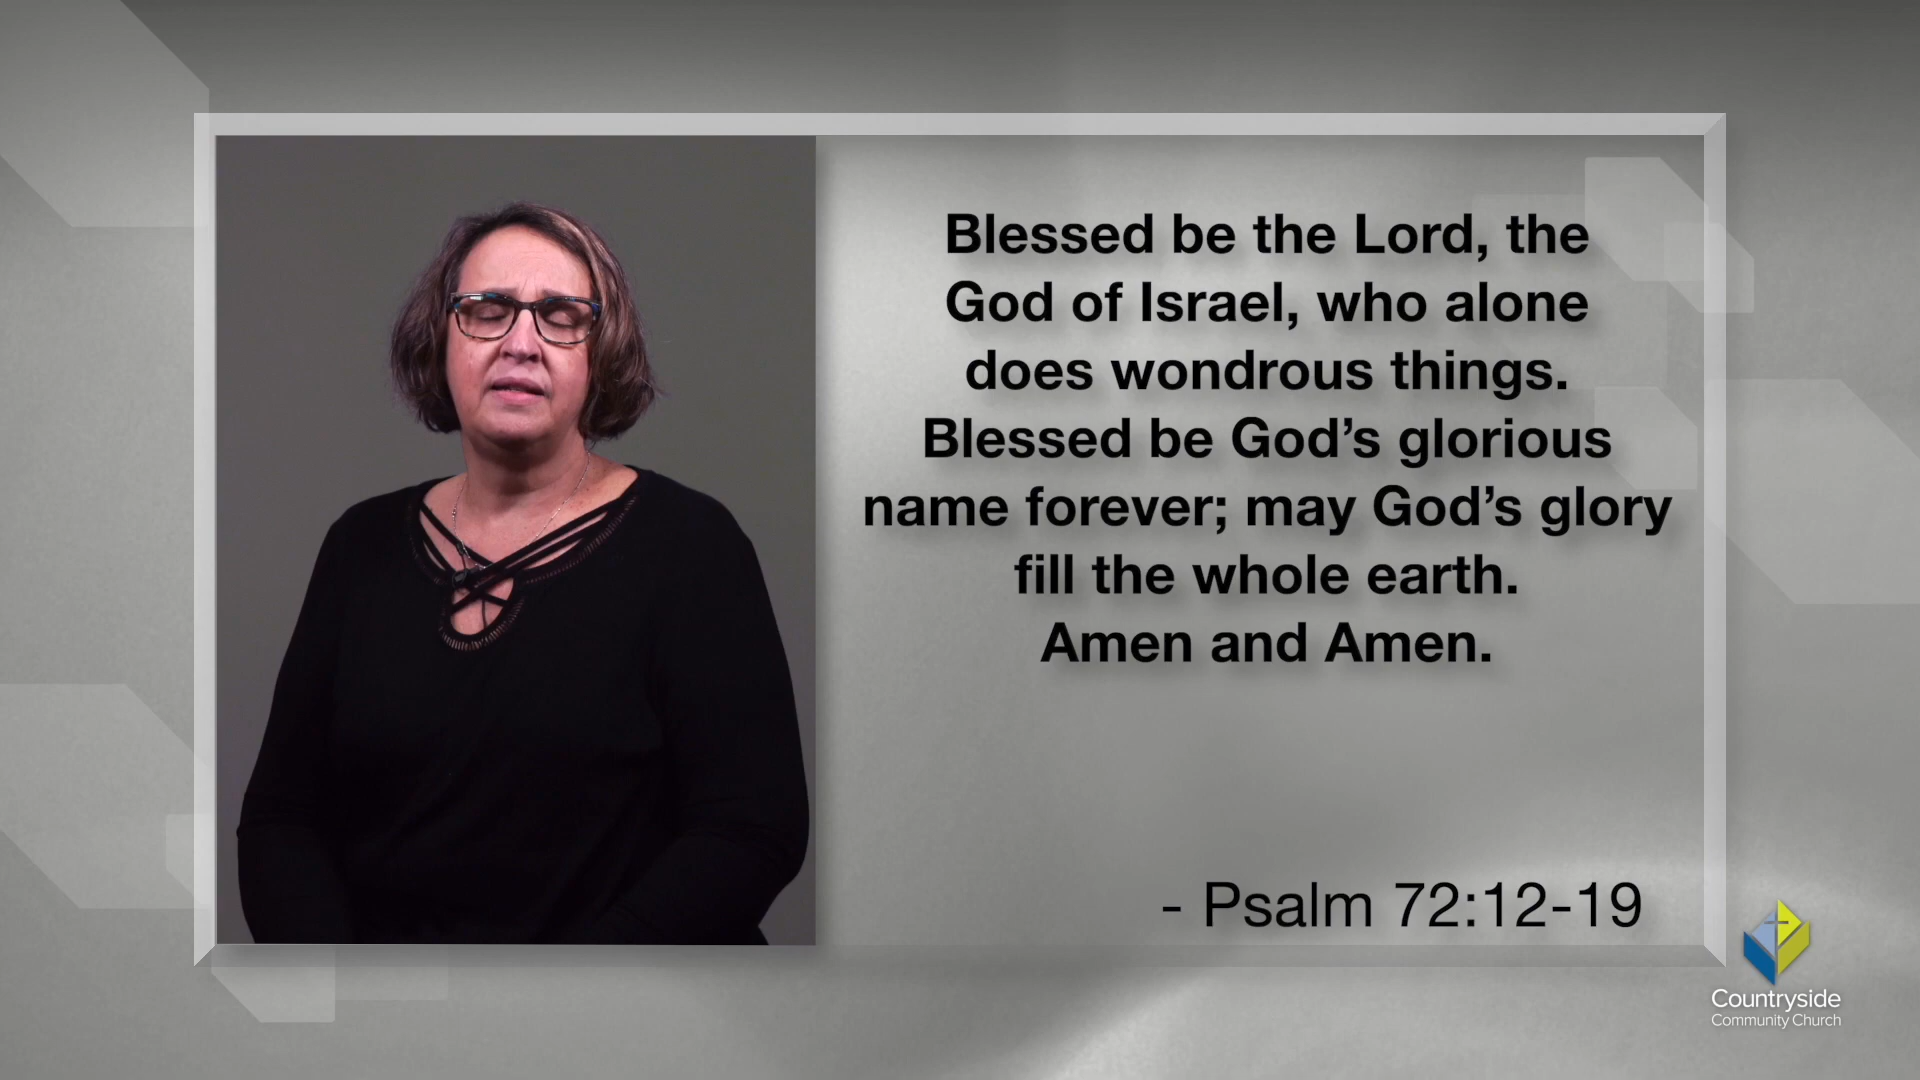 Blessed be the Lord, the
God of Israel, who alone
does wondrous things.
Blessed be God’s glorious
name forever; may God’s glory
fill the whole earth.
Amen and Amen.
- Psalm 72:12-19
Countryside
Community Church